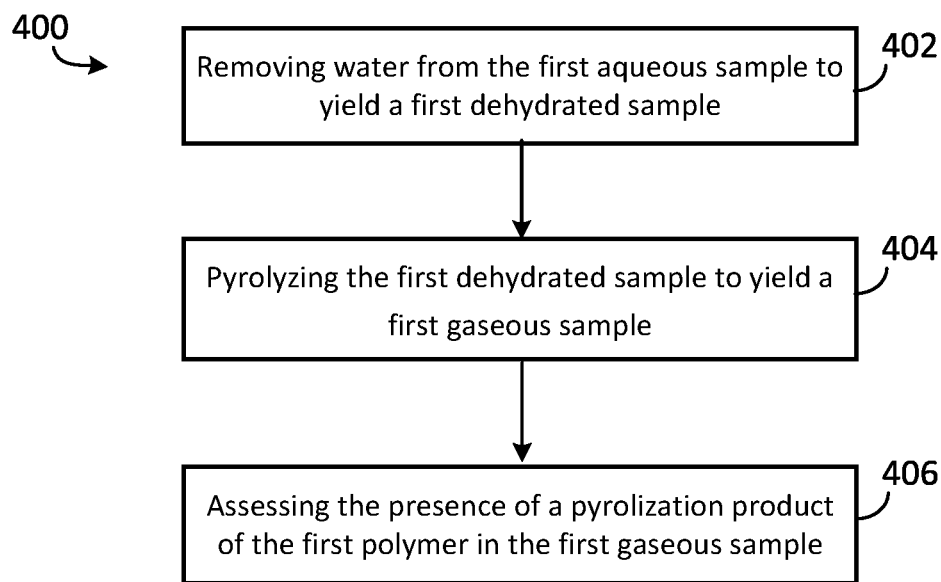 400
402
Removing water from the first aqueous sample to
yield a first dehydrated sample
404
Pyrolyzing the first dehydrated sample to yield a
first gaseous sample
406
Assessing the presence of a pyrolization product
of the first polymer in the first gaseous sample